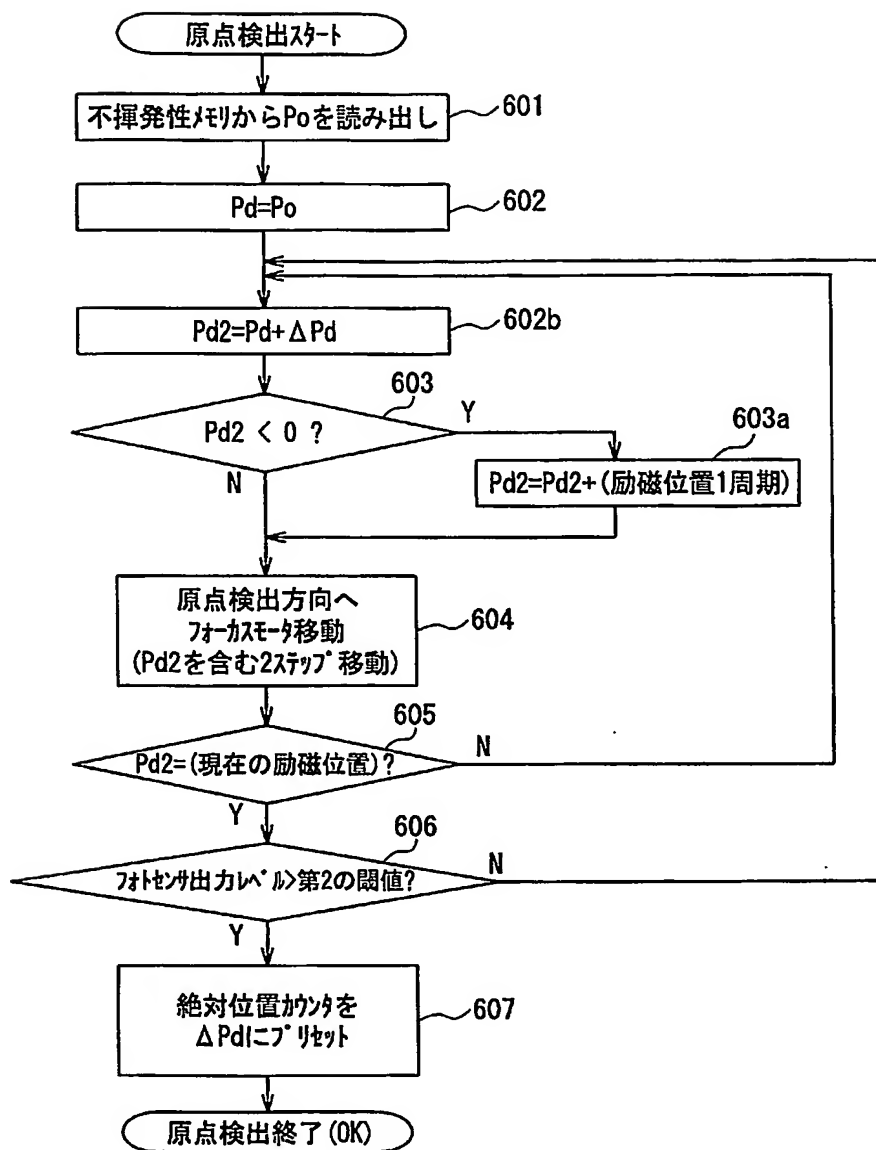 原点検出スタート
不揮発性メモリからPoを読み出し
601
Pd=Po
602
Pd2=Pd+ΔPd
602b
603
Pd2 < 0 ?
Y
N
603a
Pd2=Pd2+(励磁位置1周期)
原点検出方向へ
フォーカスモータ移動
(Pd2を含む2ステップ移動)
604
605
Pd2=(現在の励磁位置)?
N
Y
606
フォトセンサ出力レベル>第2の閾値?
N
Y
絶対位置カウンタを
ΔPdにプリセット
607
原点検出終了(OK)